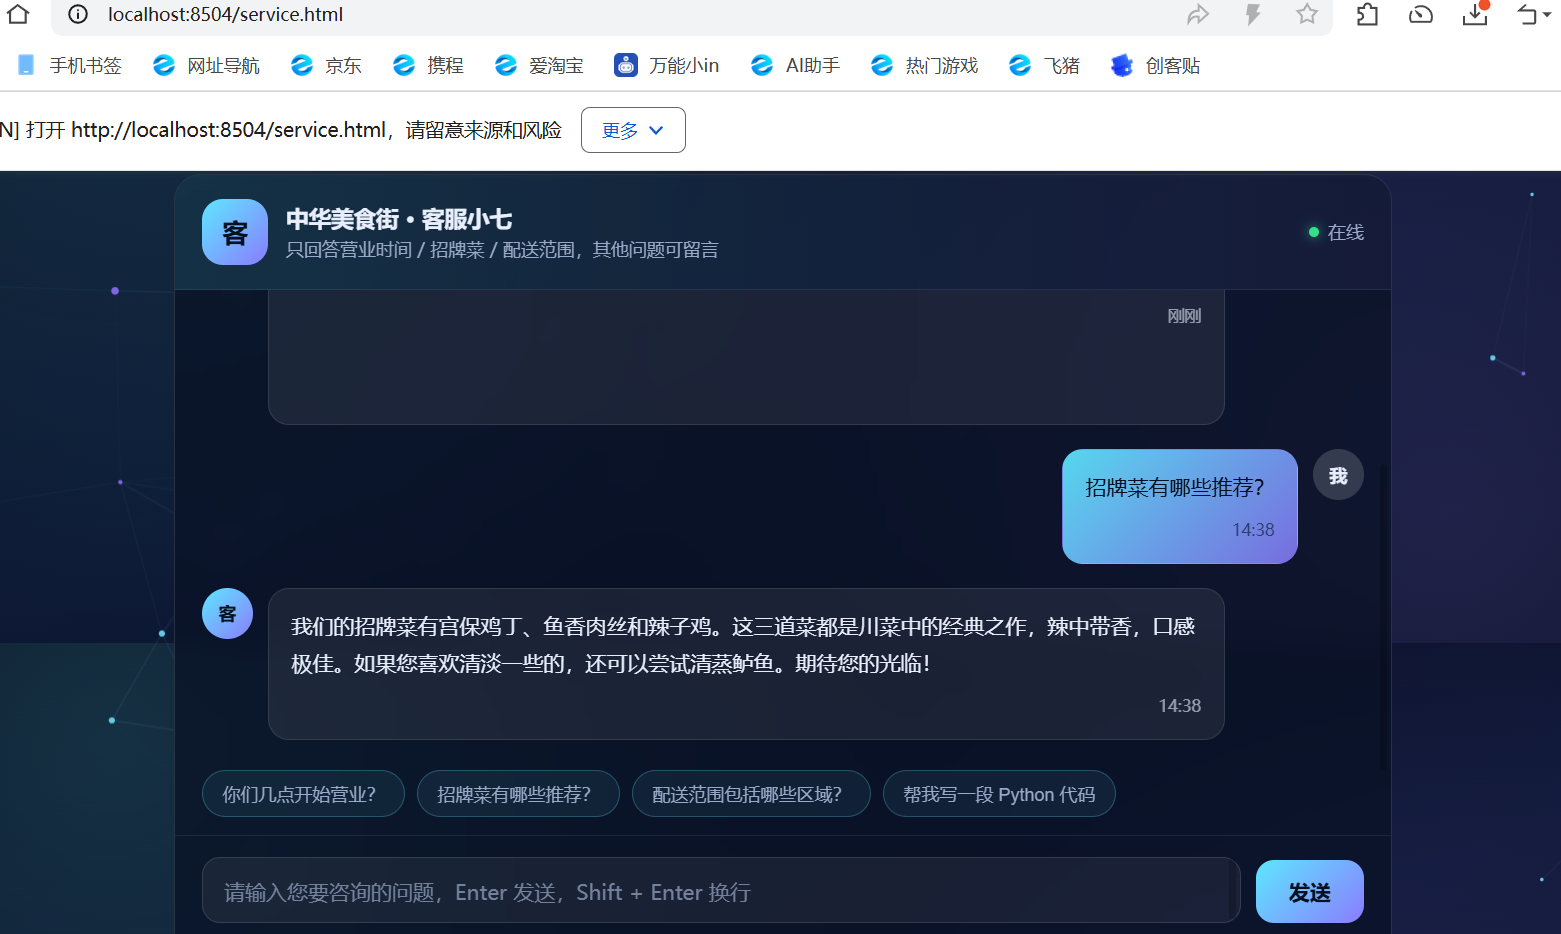 localhost:8504/service.html
手机书签 网址导航 京东 携程 爱淘宝 万能小in AI助手 热门游戏 飞猪 创客贴
N] 打开 http://localhost:8504/service.html，请留意来源和风险 更多
客
中华美食街 • 客服小七
只回答营业时间 / 招牌菜 / 配送范围，其他问题可留言
在线
刚刚
招牌菜有哪些推荐？
14:38
我
客
我们的招牌菜有宫保鸡丁、鱼香肉丝和辣子鸡。这三道菜都是川菜中的经典之作，辣中带香，口感
极佳。如果您喜欢清淡一些的，还可以尝试清蒸鲈鱼。期待您的光临！
14:38
你们几点开始营业？ 招牌菜有哪些推荐？ 配送范围包括哪些区域？ 帮我写一段 Python 代码
请输入您要咨询的问题，Enter 发送，Shift + Enter 换行
发送